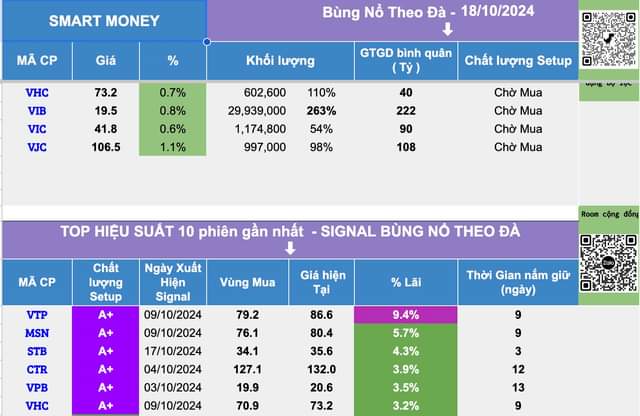 SMART MONEY
Bùng Nổ Theo Đà - 18/10/2024
MÃ CP Giá % Khối lượng GTGD bình quân ( Tỷ ) Chất lượng Setup
VHC 73.2 0.7% 602,600 110% 40 Chờ Mua
VIB 19.5 0.8% 29,939,000 263% 222 Chờ Mua
VIC 41.8 0.6% 1,174,800 54% 90 Chờ Mua
VJC 106.5 1.1% 997,000 98% 108 Chờ Mua
Room cộng đồng
TOP HIỆU SUẤT 10 phiên gần nhất - SIGNAL BÙNG NỔ THEO ĐÀ
MÃ CP Chất lượng Setup Ngày Xuất Hiện Signal Vùng Mua Giá hiện Tại % Lãi Thời Gian nắm giữ (ngày)
VTP A+ 09/10/2024 79.2 86.6 9.4% 9
MSN A+ 09/10/2024 76.1 80.4 5.7% 9
STB A+ 17/10/2024 34.1 35.6 4.3% 3
CTR A+ 04/10/2024 127.1 132.0 3.9% 12
VPB A+ 03/10/2024 19.9 20.6 3.5% 13
VHC A+ 09/10/2024 70.9 73.2 3.2% 9